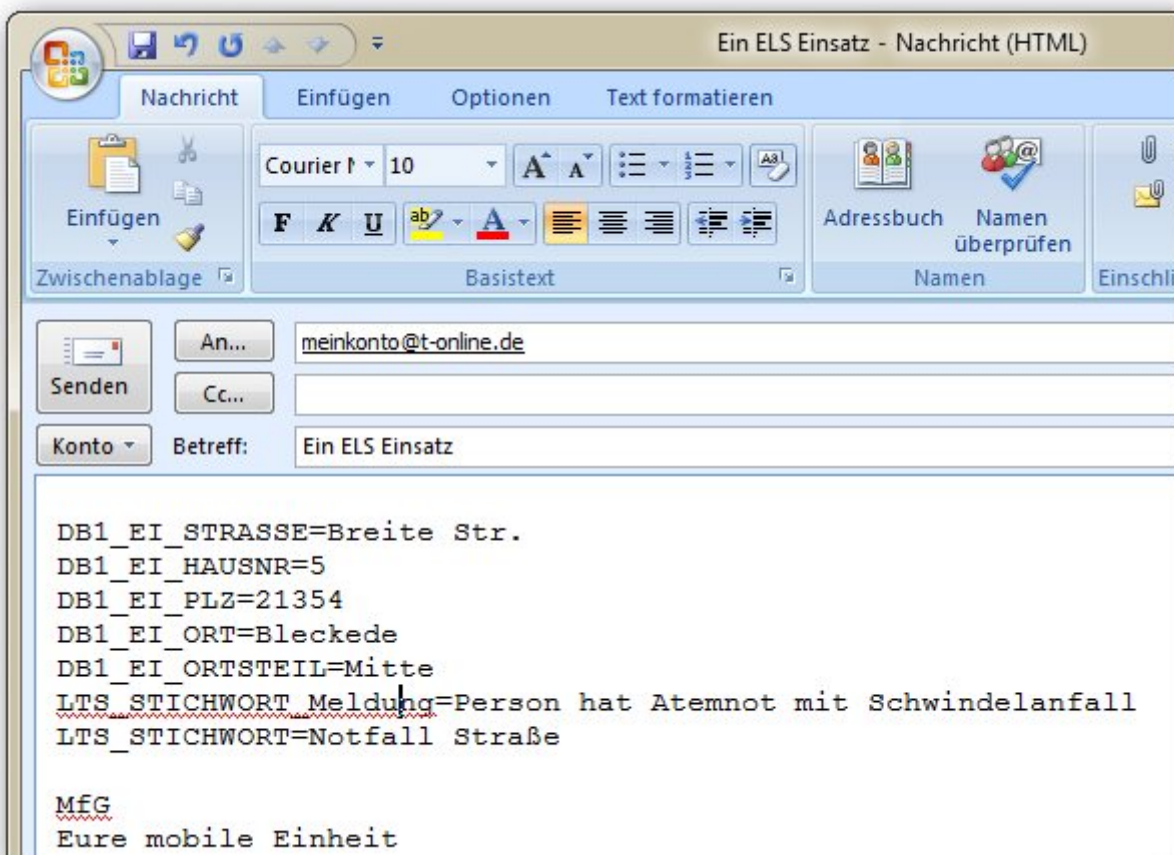 Ein ELS Einsatz - Nachricht (HTML)
Nachricht Einfügen Optionen Text formatieren
Courier 10
Einfügen
F K U
Adressbuch
Namen
überprüfen
Zwischenablage Basistext Namen
An... meinkonto@t-online.de
Senden
Cc...
Konto Betreff: Ein ELS Einsatz
DB1_EI_STRASSE=Breite Str.
DB1_EI_HAUSNR=5
DB1_EI_PLZ=21354
DB1_EI_ORT=Bleckede
DB1_EI_ORTSTEIL=Mitte
LTS_STICHWORT_Meldung=Person hat Atemnot mit Schwindelanfall
LTS_STICHWORT=Notfall Straße
MfG
Eure mobile Einheit